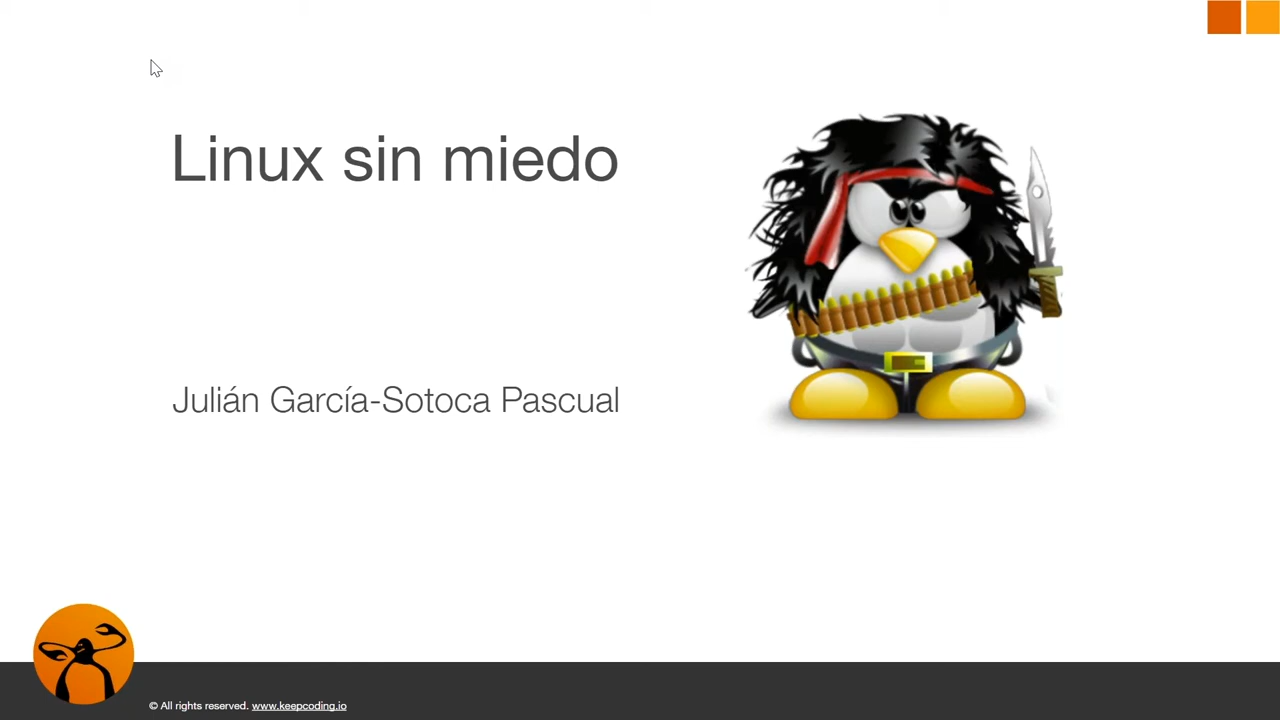 Linux sin miedo
Julián García-Sotoca Pascual
© All rights reserved. www.keepcoding.io